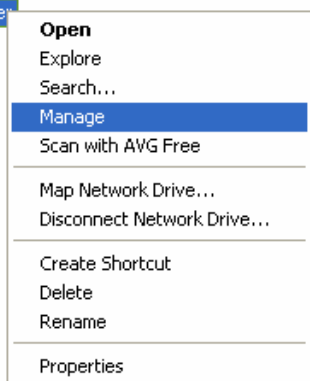 Open
Explore
Search...
Manage
Scan with AVG Free
Map Network Drive...
Disconnect Network Drive...
Create Shortcut
Delete
Rename
Properties